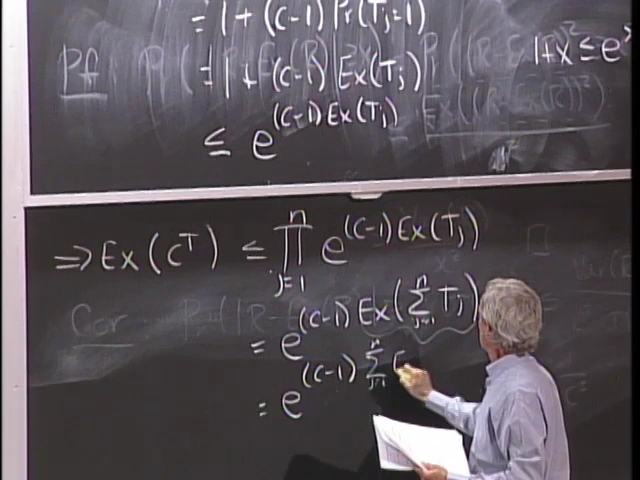 = 1 + (c-1) Pr(Tj=1)
Pf = 1 + (c-1) Ex(Tj) 1+x ≤ e^x
≤ e^{(c-1)Ex(Tj)}
⇒ Ex(c^T) ≤ ∏_{j=1}^{n} e^{(c-1)Ex(Tj)}
= e^{(c-1)Ex(∑_{j=1}^{n} Tj)}
Cor
= e^{(c-1) ∑_{j=1}^{n}